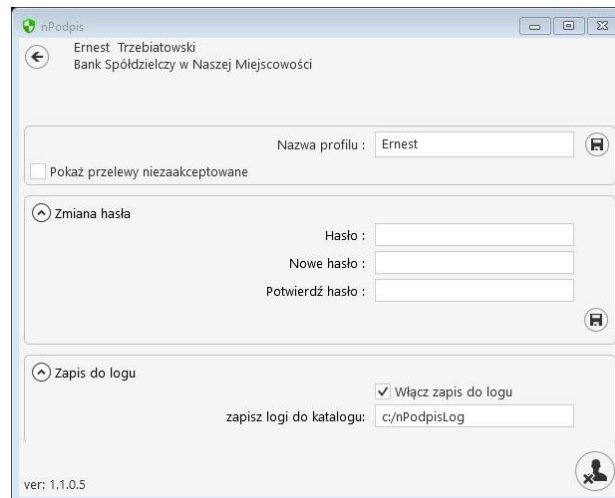 nPodpis
Ernest Trzebiatowski
Bank Spółdzielczy w Naszej Miejscowości
Nazwa profilu : Ernest
Pokaż przelewy niezaakceptowane
Zmiana hasła
Hasło :
Nowe hasło :
Potwierdź hasło :
Zapis do logu
Włącz zapis do logu
zapisz logi do katalogu: c:/nPodpisLog
ver: 1.1.0.5